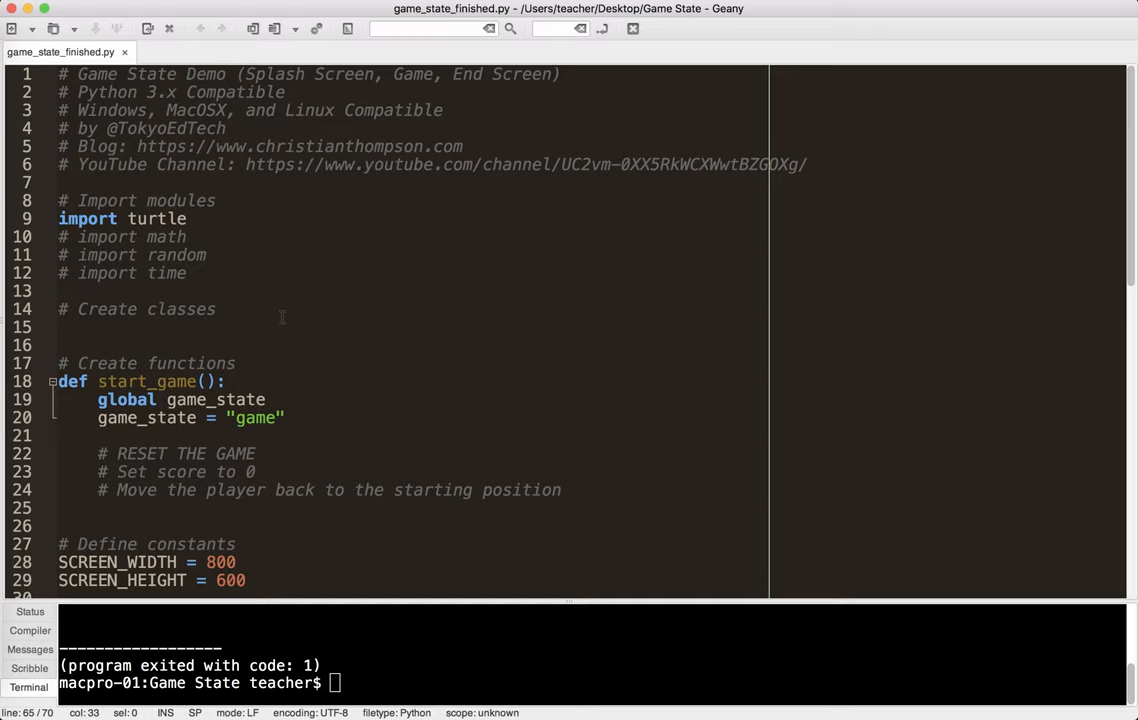 game_state_finished.py - /Users/teacher/Desktop/Game State - Geany
game_state_finished.py ×
1 # Game State Demo (Splash Screen, Game, End Screen)
2 # Python 3.x Compatible
3 # Windows, MacOSX, and Linux Compatible
4 # by @TokyoEdTech
5 # Blog: https://www.christianthompson.com
6 # YouTube Channel: https://www.youtube.com/channel/UC2vm-0XX5RkWCXWwtBZGOXg/
7
8 # Import modules
9 import turtle
10 # import math
11 # import random
12 # import time
13
14 # Create classes
15
16
17 # Create functions
18 def start_game():
19 global game_state
20 game_state = "game"
21
22 # RESET THE GAME
23 # Set score to 0
24 # Move the player back to the starting position
25
26
27 # Define constants
28 SCREEN_WIDTH = 800
29 SCREEN_HEIGHT = 600
30
Status
Compiler
Messages
Scribble
Terminal
------------------
(program exited with code: 1)
macpro-01:Game State teacher$
line: 65 / 70 col: 33 sel: 0 INS SP mode: LF encoding: UTF-8 filetype: Python scope: unknown